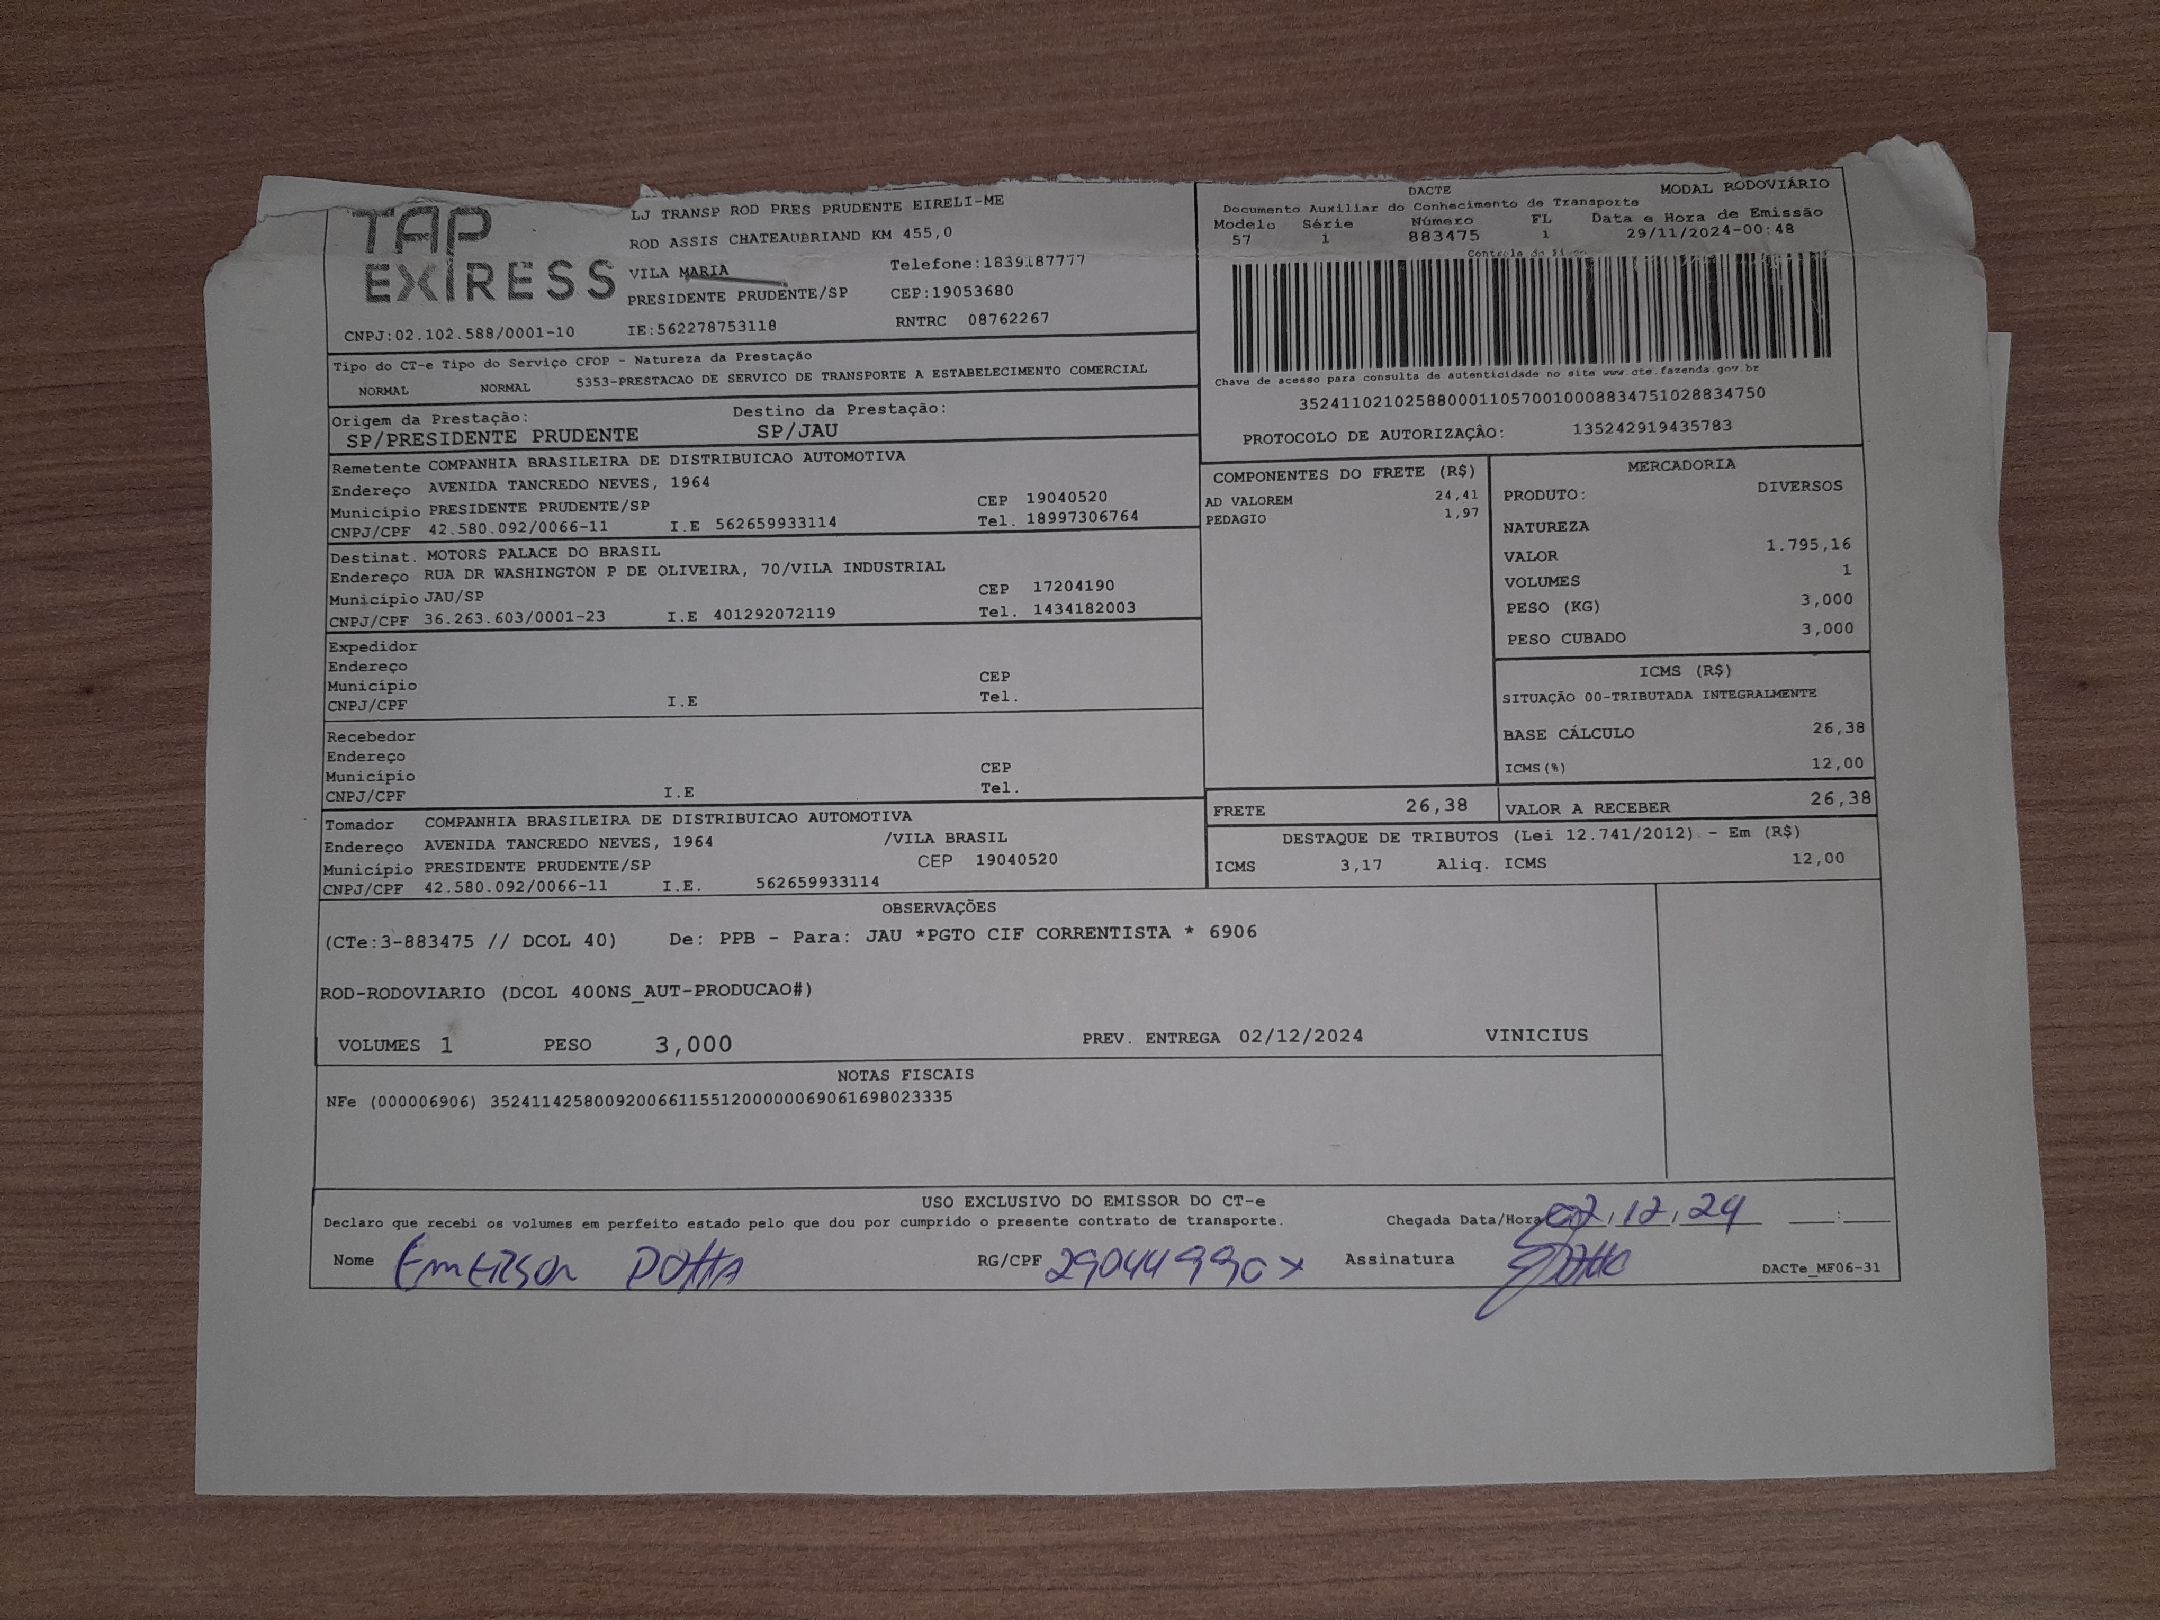 TAP
EXPRESS
LJ TRANSP ROD PRES PRUDENTE EIRELI-ME
ROD ASSIS CHATEAUBRIAND KM 455,0
VILA MARIA Telefone:1839187777
PRESIDENTE PRUDENTE/SP CEP:19053680
CNPJ:02.102.588/0001-10 IE:562278753118 RNTRC 08762267
DACTE MODAL RODOVIÁRIO
Documento Auxiliar do Conhecimento de Transporte
Modelo Série Número FL Data e Hora de Emissão
57 1 883475 1 29/11/2024-00:48
Controle do
Chave de acesso para consulta de autenticidade no site www.cte.fazenda.gov.br
35241102102588000110570010008834751028834750
PROTOCOLO DE AUTORIZAÇÂO: 135242919435783
Tipo do CT-e Tipo do Serviço CFOP - Natureza da Prestação
NORMAL NORMAL 5353-PRESTACAO DE SERVICO DE TRANSPORTE A ESTABELECIMENTO COMERCIAL
Origem da Prestação: Destino da Prestação:
SP/PRESIDENTE PRUDENTE SP/JAU
Remetente COMPANHIA BRASILEIRA DE DISTRIBUICAO AUTOMOTIVA
Endereço AVENIDA TANCREDO NEVES, 1964
Município PRESIDENTE PRUDENTE/SP CEP 19040520
CNPJ/CPF 42.580.092/0066-11 I.E 562659933114 Tel. 18997306764
Destinat. MOTORS PALACE DO BRASIL
Endereço RUA DR WASHINGTON P DE OLIVEIRA, 70/VILA INDUSTRIAL
Município JAU/SP CEP 17204190
CNPJ/CPF 36.263.603/0001-23 I.E 401292072119 Tel. 1434182003
Expedidor
Endereço
Município CEP
CNPJ/CPF I.E Tel.
Recebedor
Endereço
Município CEP
CNPJ/CPF I.E Tel.
Tomador COMPANHIA BRASILEIRA DE DISTRIBUICAO AUTOMOTIVA
Endereço AVENIDA TANCREDO NEVES, 1964 /VILA BRASIL
Município PRESIDENTE PRUDENTE/SP CEP 19040520
CNPJ/CPF 42.580.092/0066-11 I.E. 562659933114
COMPONENTES DO FRETE (R$)
AD VALOREM 24,41
PEDAGIO 1,97
MERCADORIA
PRODUTO: DIVERSOS
NATUREZA
VALOR 1.795,16
VOLUMES 1
PESO (KG) 3,000
PESO CUBADO 3,000
ICMS (R$)
SITUAÇÃO 00-TRIBUTADA INTEGRALMENTE
BASE CÁLCULO 26,38
ICMS(%) 12,00
FRETE 26,38 VALOR A RECEBER 26,38
DESTAQUE DE TRIBUTOS (Lei 12.741/2012) - Em (R$)
ICMS 3,17 Aliq. ICMS 12,00
OBSERVAÇÕES
(CTe:3-883475 // DCOL 40) De: PPB - Para: JAU *PGTO CIF CORRENTISTA * 6906
ROD-RODOVIARIO (DCOL 400NS_AUT-PRODUCAO#)
VOLUMES 1 PESO 3,000 PREV. ENTREGA 02/12/2024 VINICIUS
NOTAS FISCAIS
NFe (000006906) 35241142580092006611551200000069061698023335
USO EXCLUSIVO DO EMISSOR DO CT-e
Declaro que recebi os volumes em perfeito estado pelo que dou por cumprido o presente contrato de transporte. Chegada Data/Hora 02,12,24 :
Nome Emerson DOTTA RG/CPF 29044990X Assinatura
DACTe_MF06-31